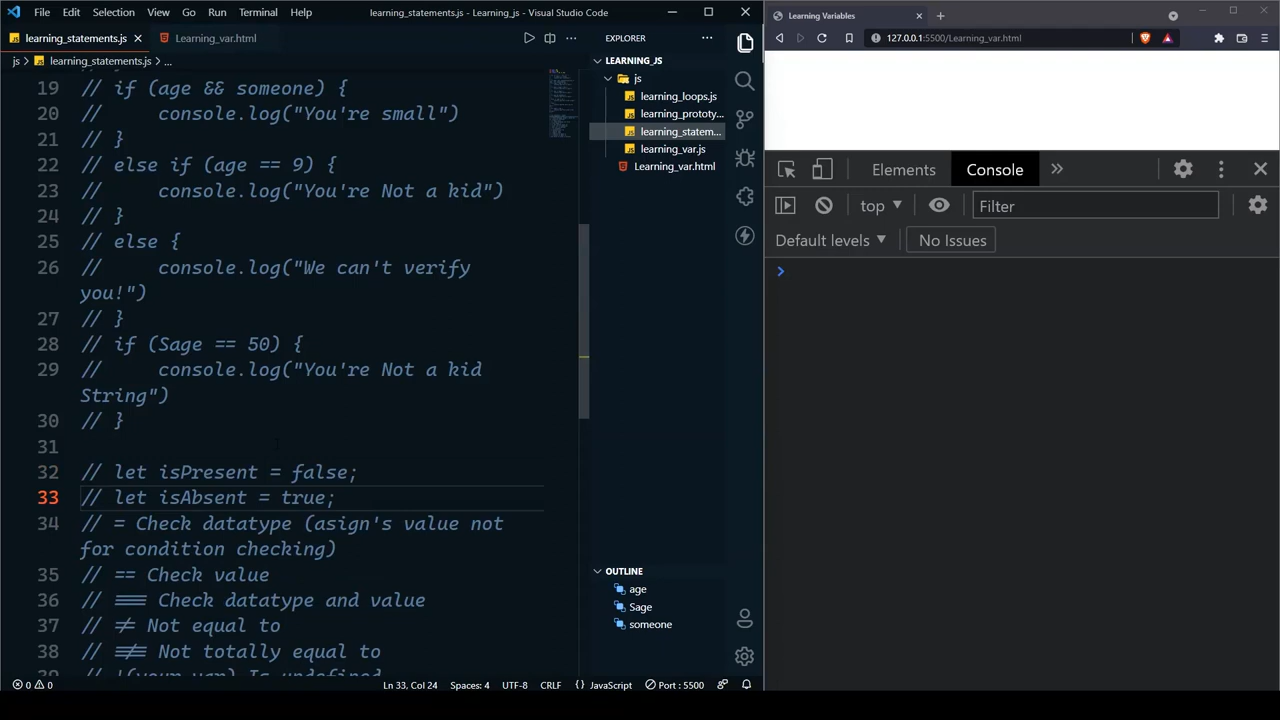 File Edit Selection View Go Run Terminal Help
learning_statements.js - Learning_js - Visual Studio Code
learning_statements.js
Learning_var.html
js
learning_statements.js
...
19 // if (age && someone) {
20 //     console.log("You're small")
21 // }
22 // else if (age == 9) {
23 //     console.log("You're Not a kid")
24 // }
25 // else {
26 //     console.log("We can't verify
you!")
27 // }
28 // if (Sage == 50) {
29 //     console.log("You're Not a kid
String")
30 // }
31
32 // let isPresent = false;
33 // let isAbsent = true;
34 // = Check datatype (asign's value not
for condition checking)
35 // == Check value
36 // === Check datatype and value
37 // != Not equal to
38 // !== Not totally equal to
EXPLORER
LEARNING_JS
js
learning_loops.js
learning_prototy...
learning_statem...
learning_var.js
Learning_var.html
OUTLINE
age
Sage
someone
0 0
Ln 33, Col 24
Spaces: 4
UTF-8
CRLF
{} JavaScript
Port : 5500
Learning Variables
127.0.0.1:5500/Learning_var.html
Elements
Console
top
Filter
Default levels
No Issues